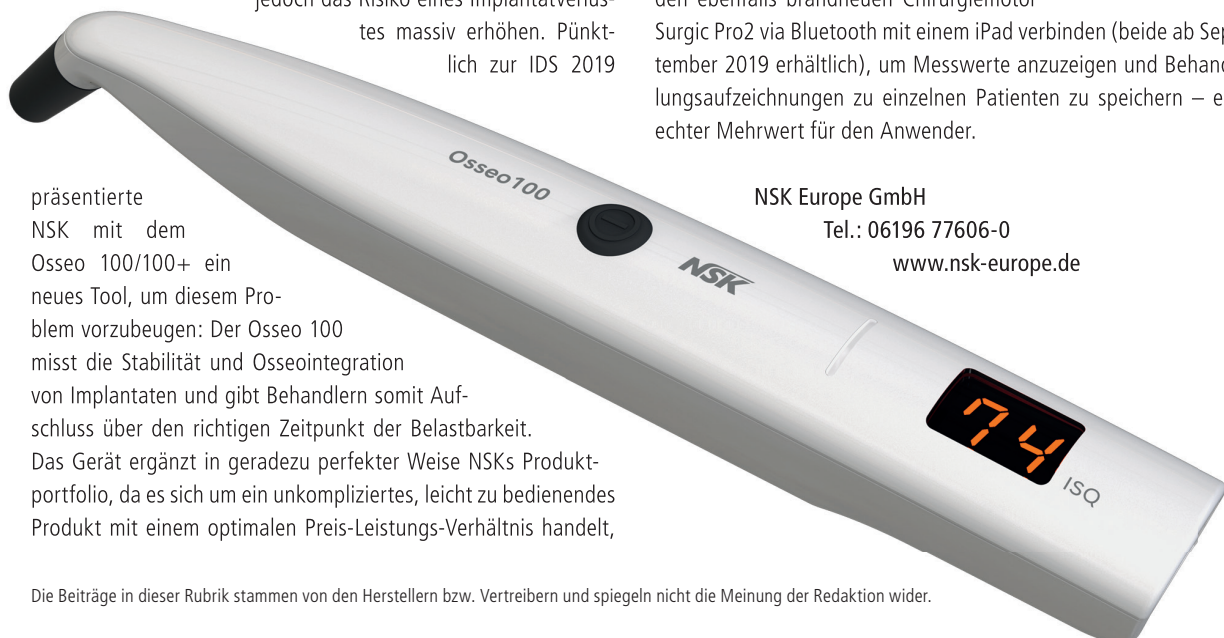 jedoch das Risiko eines Implantatverlus-
tes massiv erhöhen. Pünkt-
lich zur IDS 2019
präsentierte
NSK mit dem
Osseo 100/100+ ein
neues Tool, um diesem Pro-
blem vorzubeugen: Der Osseo 100
misst die Stabilität und Osseointegration
von Implantaten und gibt Behandlern somit Auf-
schluss über den richtigen Zeitpunkt der Belastbarkeit.
Das Gerät ergänzt in geradezu perfekter Weise NSKs Produkt-
portfolio, da es sich um ein unkompliziertes, leicht zu bedienendes
Produkt mit einem optimalen Preis-Leistungs-Verhältnis handelt,
den ebenfalls brandneuen Chirurgiemotor
Surgic Pro2 via Bluetooth mit einem iPad verbinden (beide ab Sep
tember 2019 erhältlich), um Messwerte anzuzeigen und Behand
lungsaufzeichnungen zu einzelnen Patienten zu speichern – e
echter Mehrwert für den Anwender.
NSK Europe GmbH
Tel.: 06196 77606-0
www.nsk-europe.de
Osseo100
NSK
74
ISQ
Die Beiträge in dieser Rubrik stammen von den Herstellern bzw. Vertreibern und spiegeln nicht die Meinung der Redaktion wider.